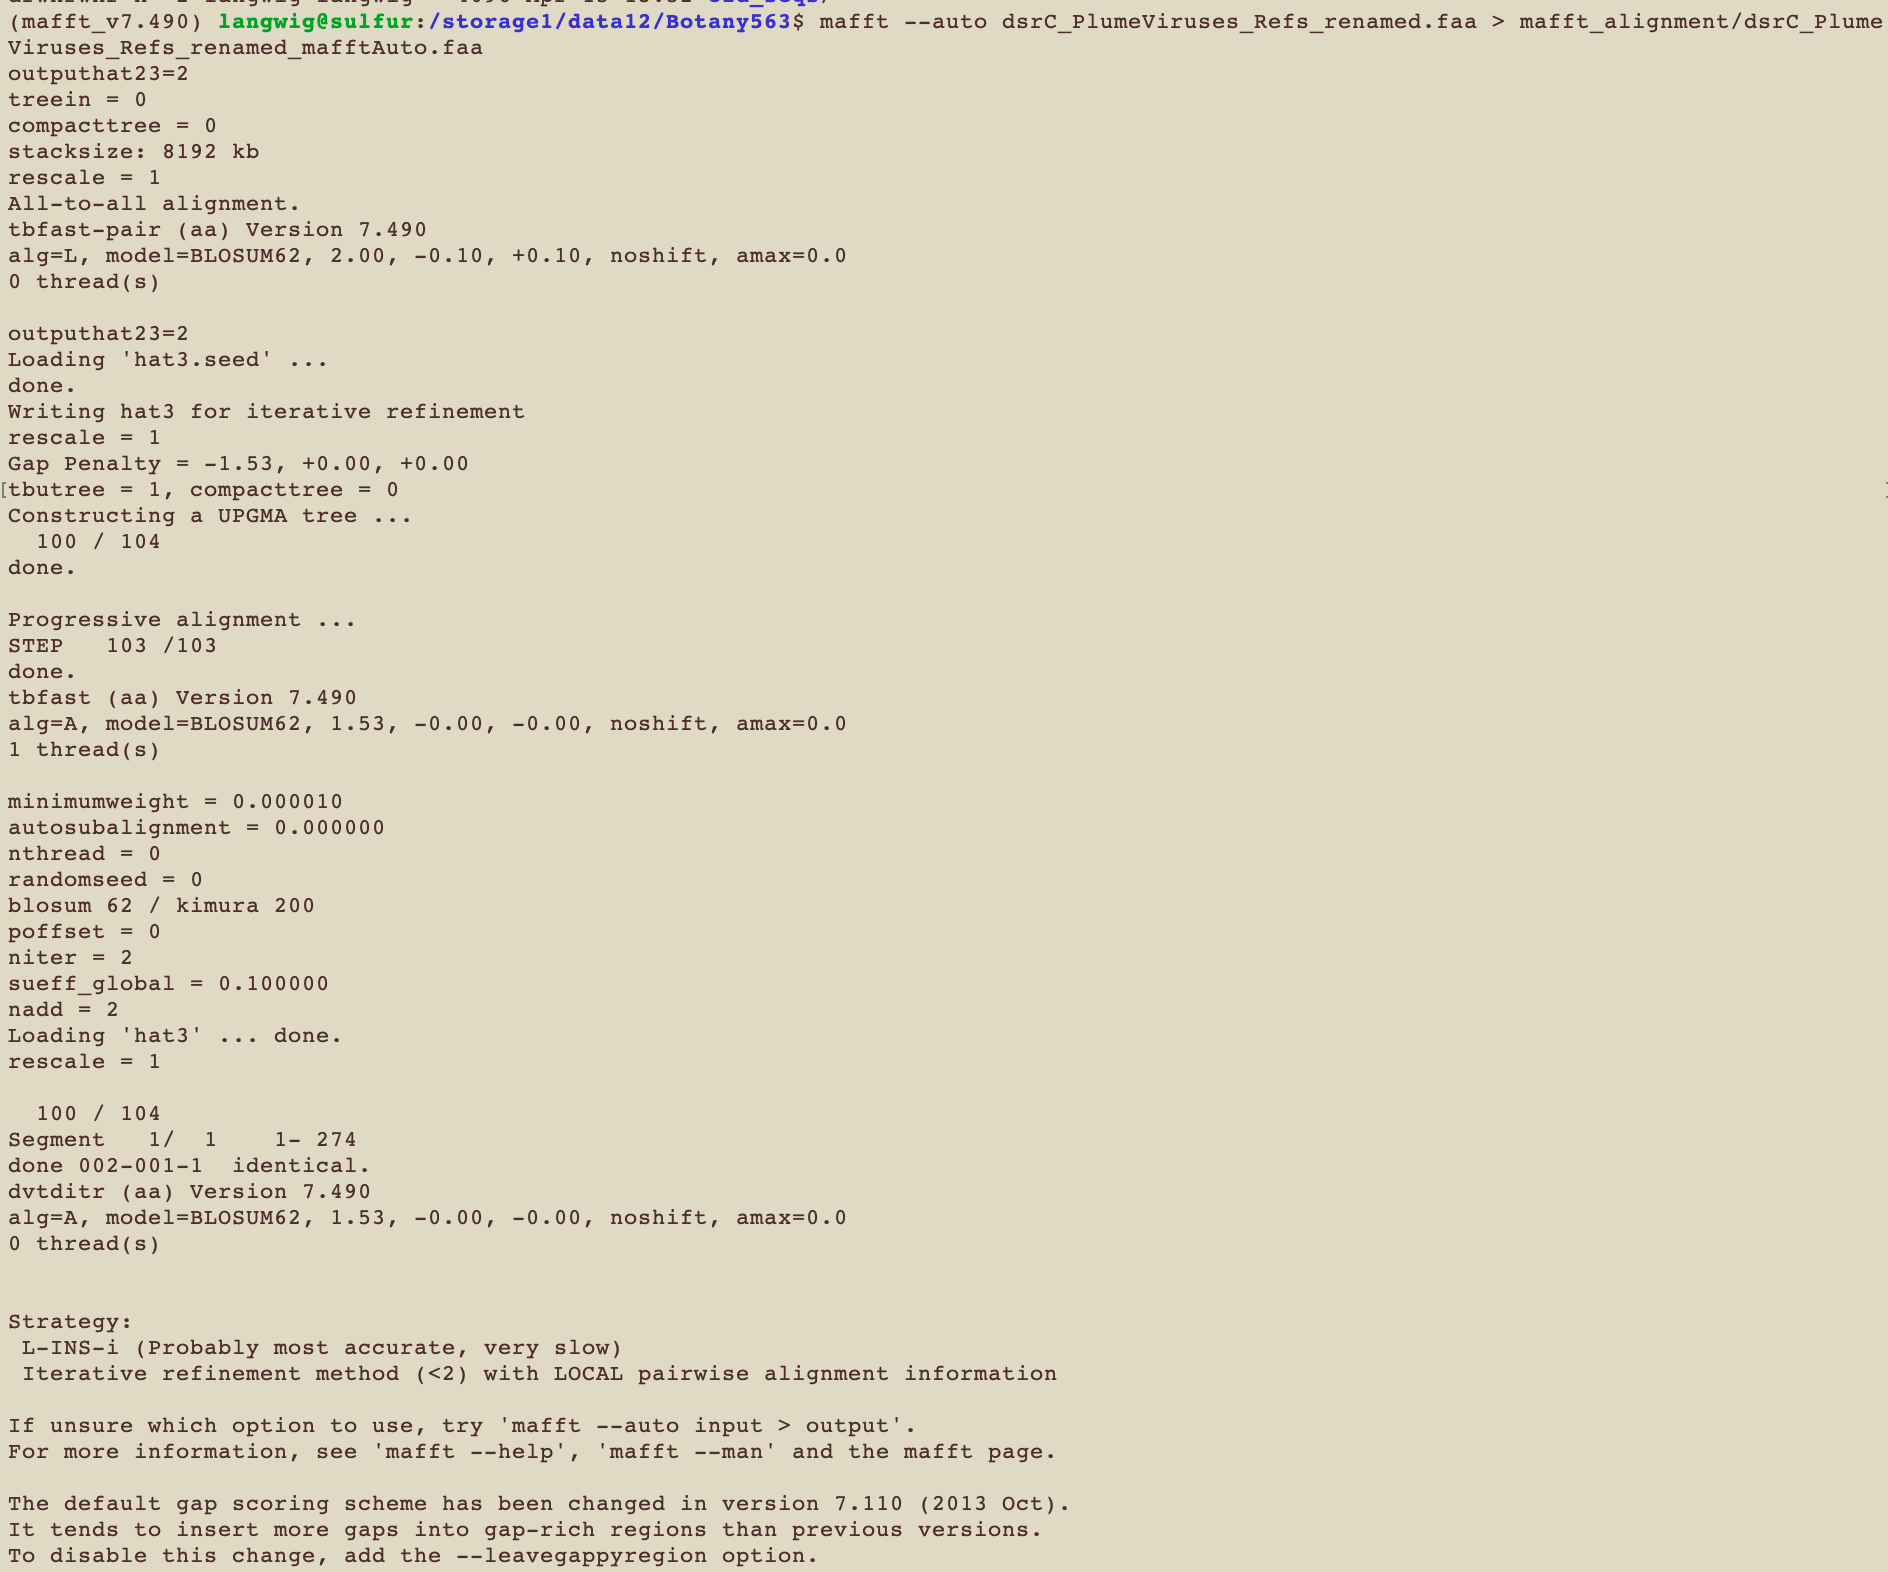 (mafft_v7.490) langwig@sulfur:/storage1/data12/Botany563$ mafft --auto dsrC_PlumeViruses_Refs_renamed.faa > mafft_alignment/dsrC_Plume
Viruses_Refs_renamed_mafftAuto.faa
outputhat23=2
treein = 0
compacttree = 0
stacksize: 8192 kb
rescale = 1
All-to-all alignment.
tbfast-pair (aa) Version 7.490
alg=L, model=BLOSUM62, 2.00, -0.10, +0.10, noshift, amax=0.0
0 thread(s)

outputhat23=2
Loading 'hat3.seed' ...
done.
Writing hat3 for iterative refinement
rescale = 1
Gap Penalty = -1.53, +0.00, +0.00
[tbutree = 1, compacttree = 0
Constructing a UPGMA tree ...
  100 / 104
done.

Progressive alignment ...
STEP   103 /103
done.
tbfast (aa) Version 7.490
alg=A, model=BLOSUM62, 1.53, -0.00, -0.00, noshift, amax=0.0
1 thread(s)

minimumweight = 0.000010
autosubalignment = 0.000000
nthread = 0
randomseed = 0
blosum 62 / kimura 200
poffset = 0
niter = 2
sueff_global = 0.100000
nadd = 2
Loading 'hat3' ... done.
rescale = 1

  100 / 104
Segment   1/  1    1- 274
done 002-001-1  identical.
dvtditr (aa) Version 7.490
alg=A, model=BLOSUM62, 1.53, -0.00, -0.00, noshift, amax=0.0
0 thread(s)


Strategy:
 L-INS-i (Probably most accurate, very slow)
 Iterative refinement method (<2) with LOCAL pairwise alignment information

If unsure which option to use, try 'mafft --auto input > output'.
For more information, see 'mafft --help', 'mafft --man' and the mafft page.

The default gap scoring scheme has been changed in version 7.110 (2013 Oct).
It tends to insert more gaps into gap-rich regions than previous versions.
To disable this change, add the --leavegappyregion option.